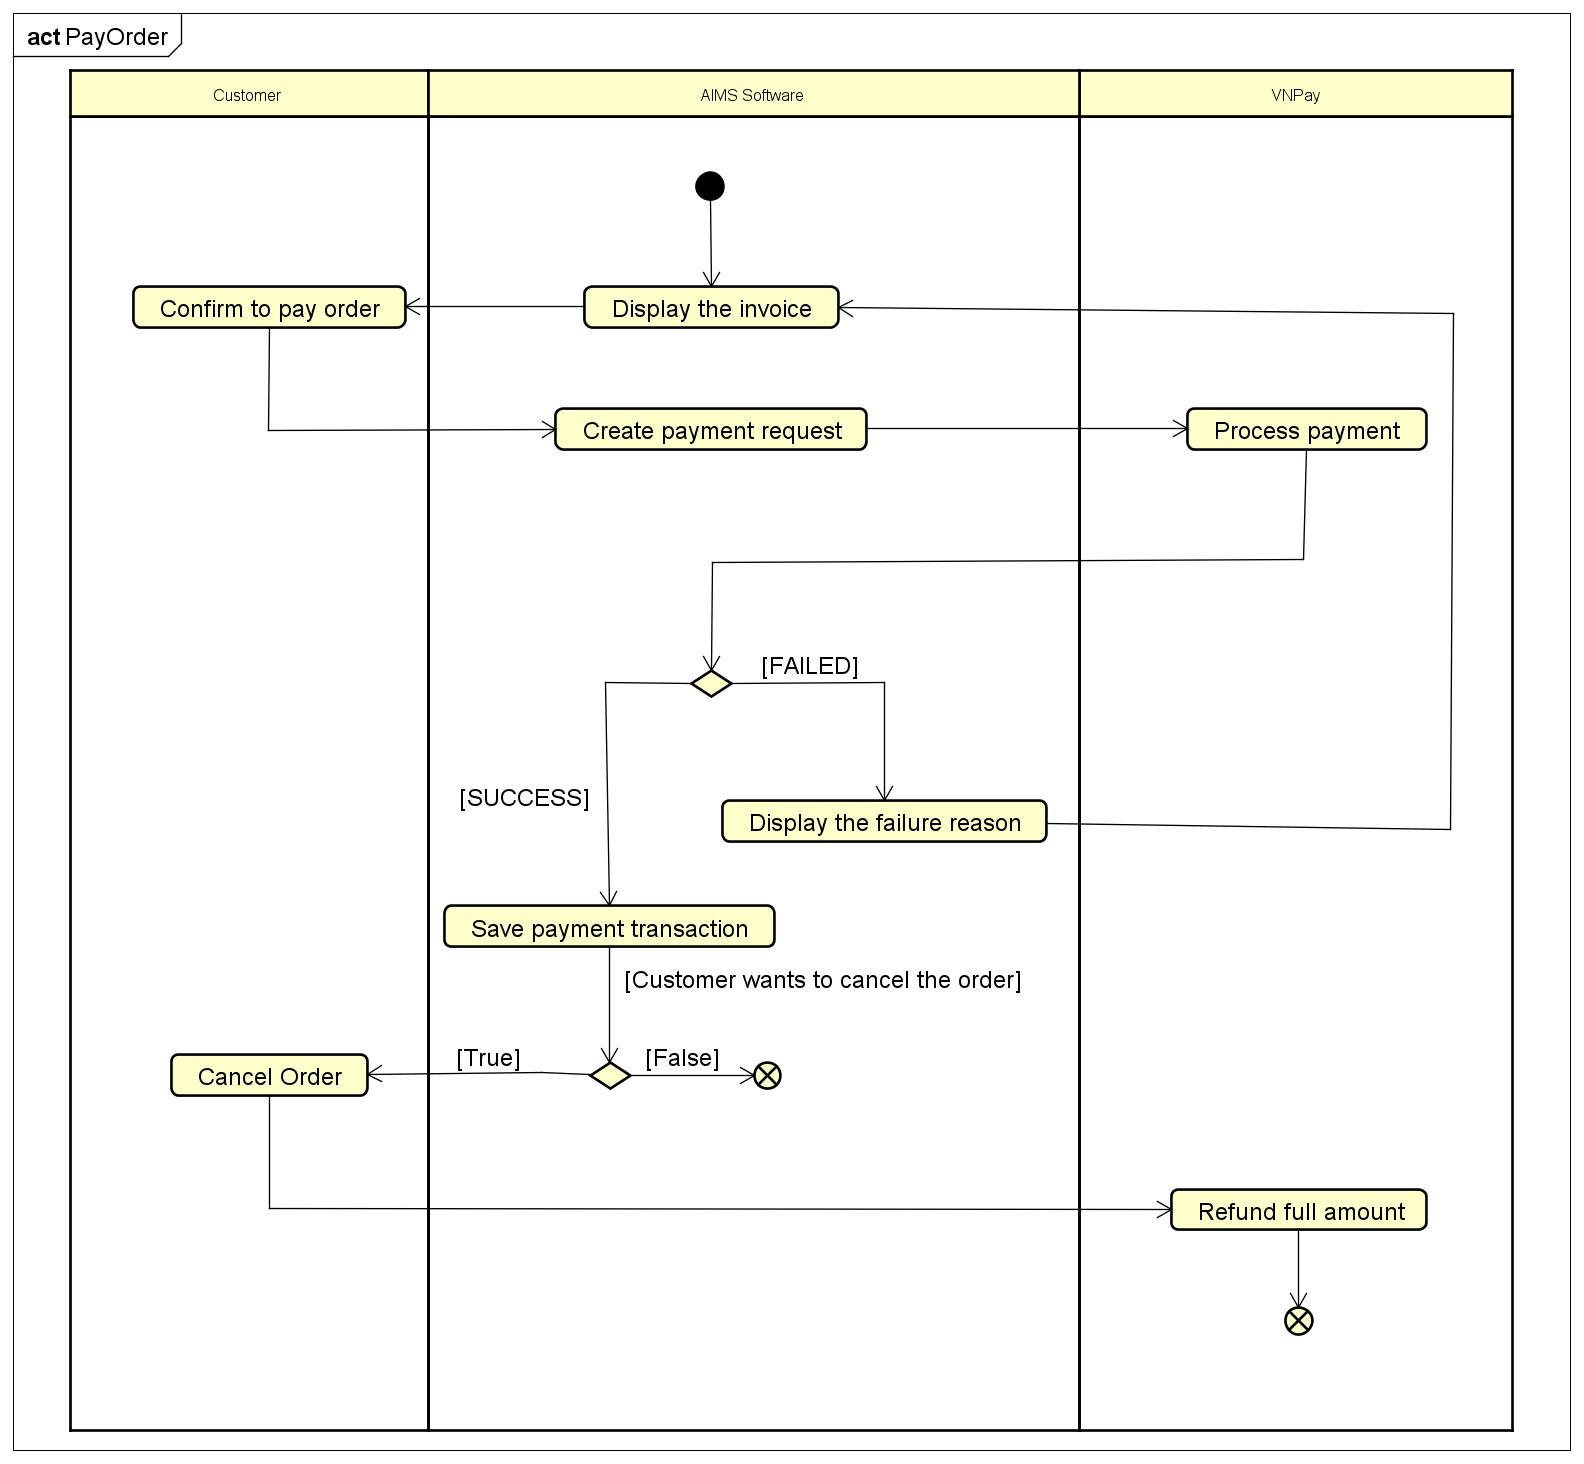 act PayOrder
Customer
AIMS Software
VNPay
Confirm to pay order
Display the invoice
Create payment request
Process payment
[FAILED]
[SUCCESS]
Display the failure reason
Save payment transaction
[Customer wants to cancel the order]
[True]
[False]
Cancel Order
Refund full amount